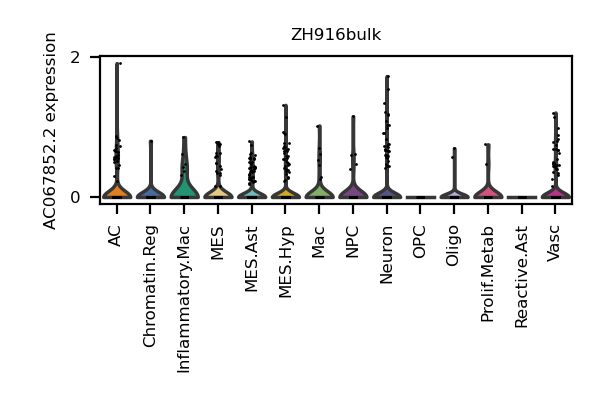 ZH916bulk
AC067852.2 expression
2
0
AC
Chromatin.Reg
Inflammatory.Mac
MES
MES.Ast
MES.Hyp
Mac
NPC
Neuron
OPC
Oligo
Prolif.Metab
Reactive.Ast
Vasc